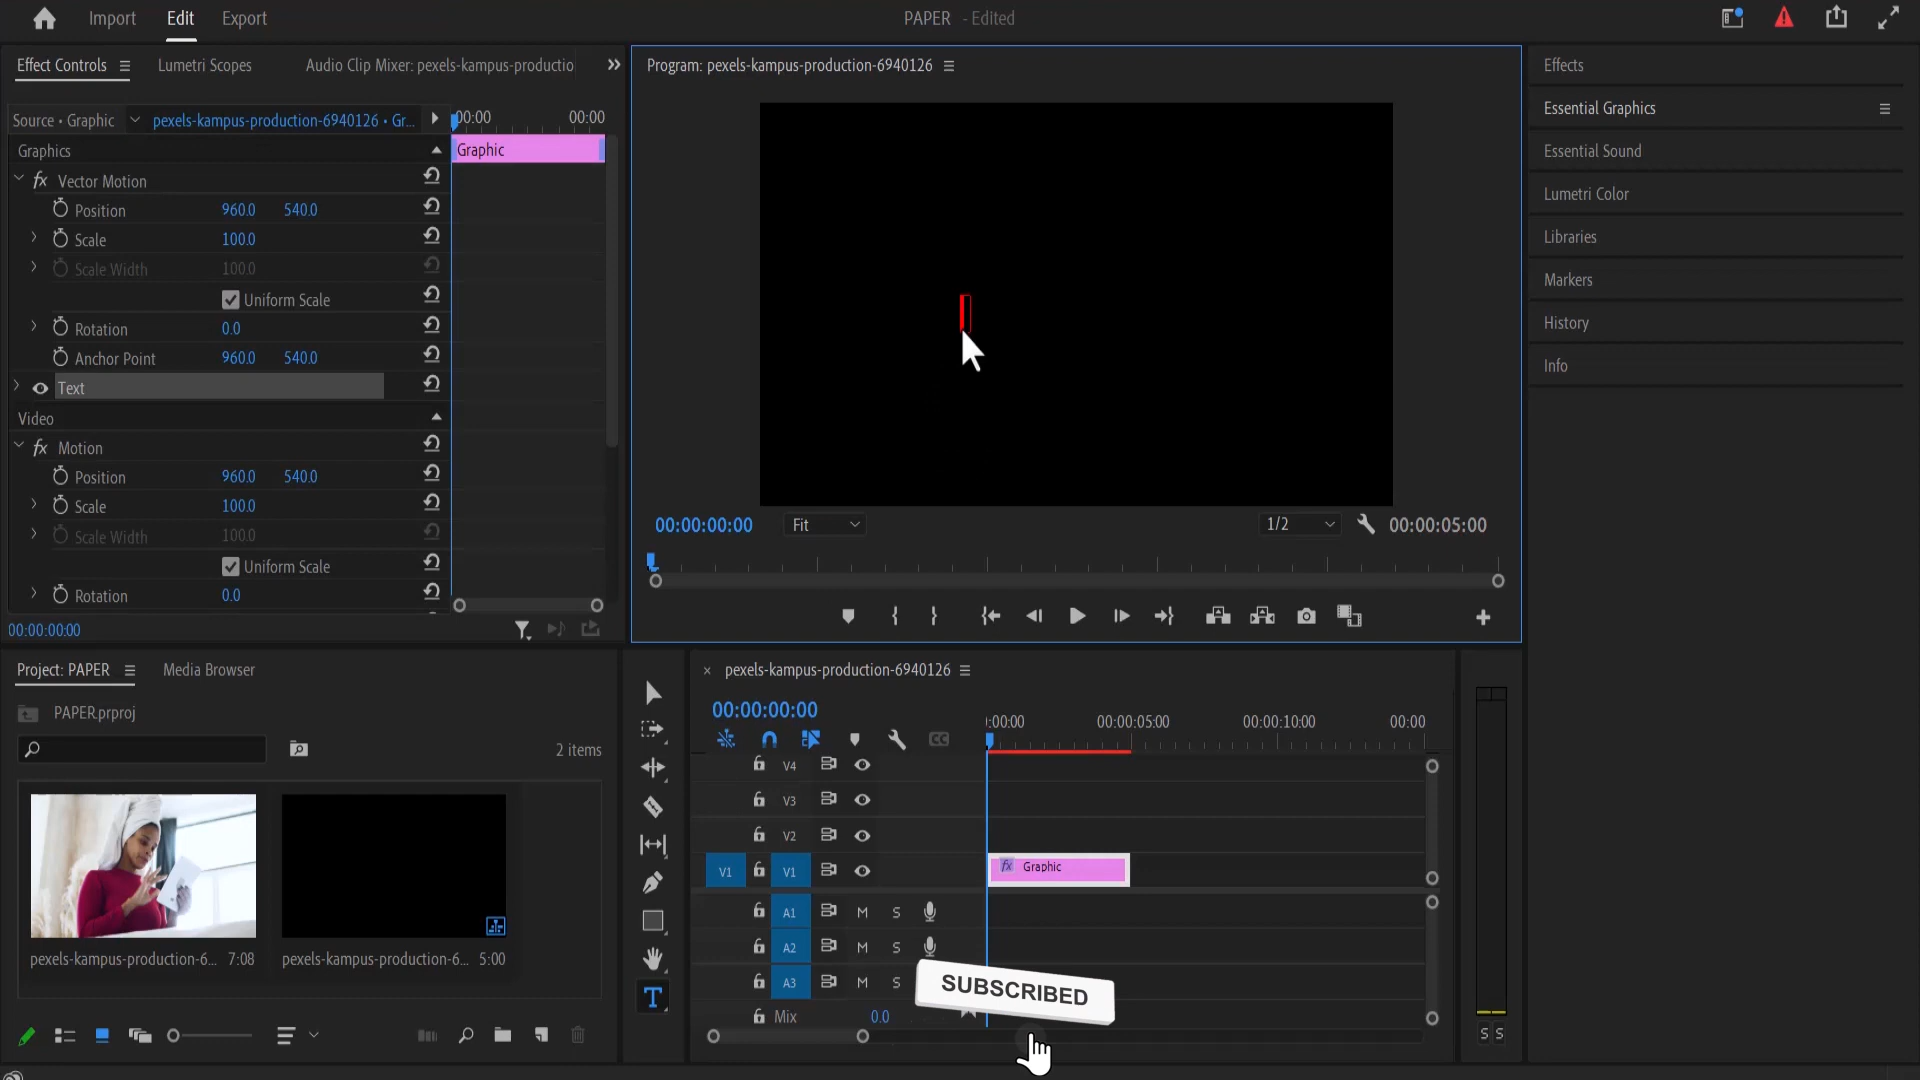 Import Edit Export PAPER - Edited
Effect Controls Lumetri Scopes Audio Clip Mixer: pexels-kampus-productio
Source • Graphic pexels-kampus-production-6940126 • Gr... 00:00 00:00
Graphics Graphic
fx Vector Motion
Position 960.0 540.0
Scale 100.0
Scale Width 100.0
Uniform Scale
Rotation 0.0
Anchor Point 960.0 540.0
Text
Video
fx Motion
Position 960.0 540.0
Scale 100.0
Scale Width 100.0
Uniform Scale
Rotation 0.0
00:00:00:00
Program: pexels-kampus-production-6940126
00:00:00:00 Fit 1/2 00:00:05:00
Effects
Essential Graphics
Essential Sound
Lumetri Color
Libraries
Markers
History
Info
Project: PAPER Media Browser
PAPER.prproj
2 items
pexels-kampus-production-6... 7:08 pexels-kampus-production-6... 5:00
pexels-kampus-production-6940126
00:00:00:00
:00:00 00:00:05:00 00:00:10:00 00:00
CC
V4
V3
V2
V1 V1 fx Graphic
A1 M S
A2 M S
A3 M S
Mix 0.0
SUBSCRIBED
S S